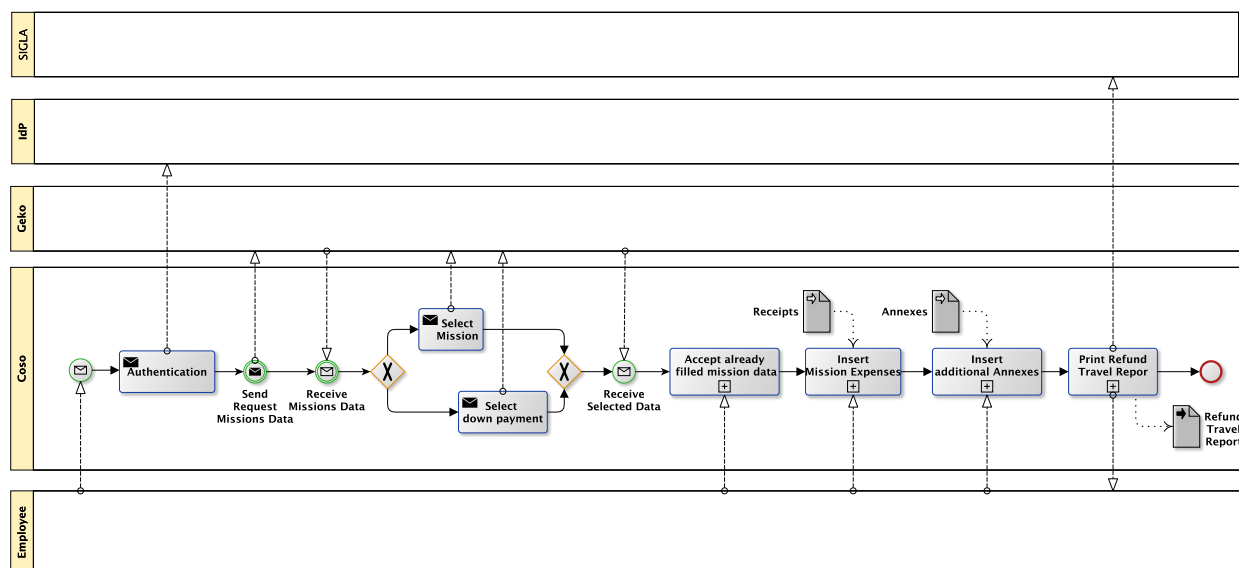 SIGLA
IdP
Geko
Coso
Employee
Authentication
Send
Request
Missions Data
Receive
Missions Data
Select
Mission
Select
down payment
Receive
Selected Data
Accept already
filled mission data
Receipts
Insert
Mission Expenses
Annexes
Insert
additional Annexes
Print Refund
Travel Repor
Refund
Travel
Report